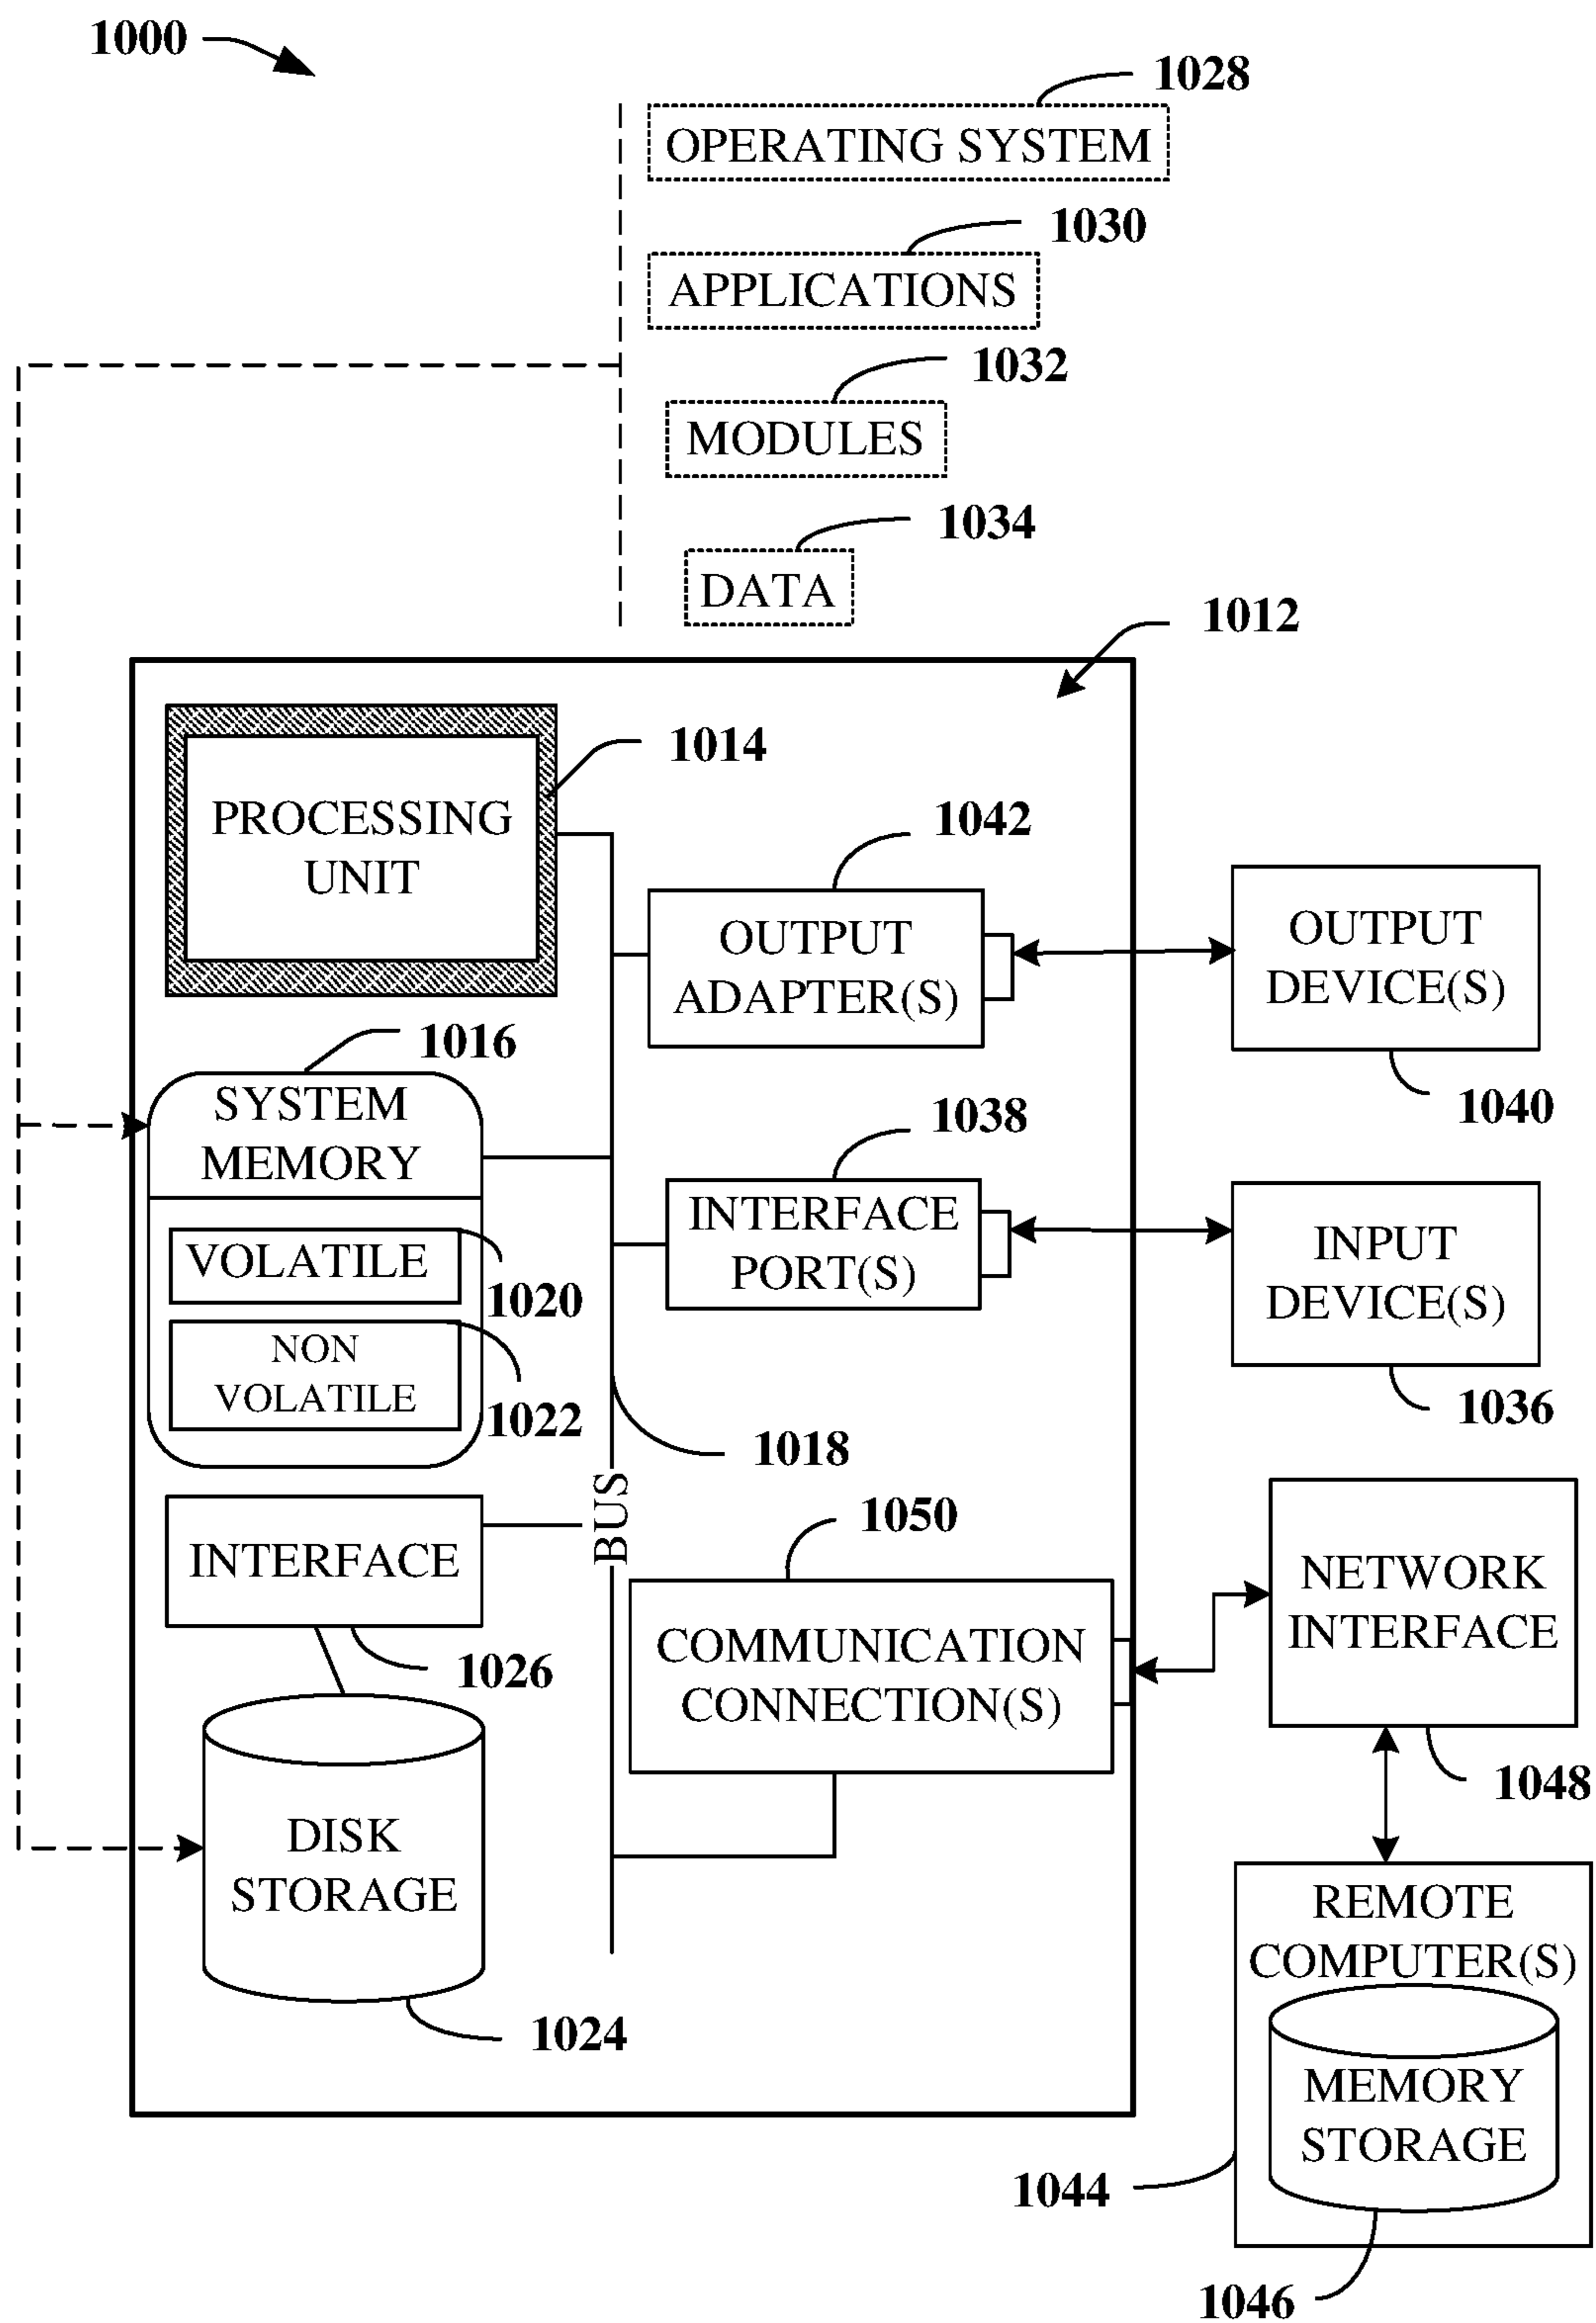 1000
1028
OPERATING SYSTEM
1030
APPLICATIONS
1032
MODULES
1034
DATA
1012
1014
PROCESSING
UNIT
1042
OUTPUT
ADAPTER(S)
OUTPUT
DEVICE(S)
1040
1016
SYSTEM
MEMORY
1038
INTERFACE
PORT(S)
INPUT
DEVICE(S)
1036
VOLATILE
1020
NON
VOLATILE
1022
1018
BUS
INTERFACE
1026
1050
COMMUNICATION
CONNECTION(S)
NETWORK
INTERFACE
1048
DISK
STORAGE
1024
REMOTE
COMPUTER(S)
MEMORY
STORAGE
1044
1046